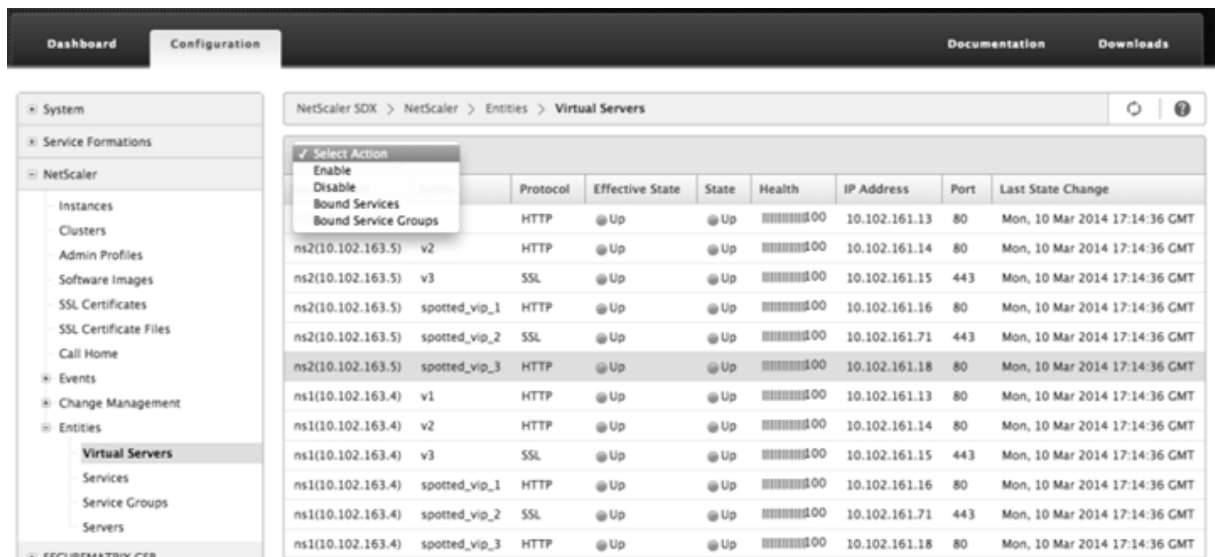 Dashboard Configuration Documentation Downloads
System
Service Formations
NetScaler
Instances
Clusters
Admin Profiles
Software Images
SSL Certificates
SSL Certificate Files
Call Home
Events
Change Management
Entities
Virtual Servers
Services
Service Groups
Servers
NetScaler SDX > NetScaler > Entities > Virtual Servers
✓ Select Action
Enable
Disable
Bound Services
Bound Service Groups
Protocol Effective State State Health IP Address Port Last State Change
HTTP Up Up 100 10.102.161.13 80 Mon, 10 Mar 2014 17:14:36 GMT
ns2(10.102.163.5) v2 HTTP Up Up 100 10.102.161.14 80 Mon, 10 Mar 2014 17:14:36 GMT
ns2(10.102.163.5) v3 SSL Up Up 100 10.102.161.15 443 Mon, 10 Mar 2014 17:14:36 GMT
ns2(10.102.163.5) spotted_vip_1 HTTP Up Up 100 10.102.161.16 80 Mon, 10 Mar 2014 17:14:36 GMT
ns2(10.102.163.5) spotted_vip_2 SSL Up Up 100 10.102.161.71 443 Mon, 10 Mar 2014 17:14:36 GMT
ns2(10.102.163.5) spotted_vip_3 HTTP Up Up 100 10.102.161.18 80 Mon, 10 Mar 2014 17:14:36 GMT
ns1(10.102.163.4) v1 HTTP Up Up 100 10.102.161.13 80 Mon, 10 Mar 2014 17:14:36 GMT
ns1(10.102.163.4) v2 HTTP Up Up 100 10.102.161.14 80 Mon, 10 Mar 2014 17:14:36 GMT
ns1(10.102.163.4) v3 SSL Up Up 100 10.102.161.15 443 Mon, 10 Mar 2014 17:14:36 GMT
ns1(10.102.163.4) spotted_vip_1 HTTP Up Up 100 10.102.161.16 80 Mon, 10 Mar 2014 17:14:36 GMT
ns1(10.102.163.4) spotted_vip_2 SSL Up Up 100 10.102.161.71 443 Mon, 10 Mar 2014 17:14:36 GMT
ns1(10.102.163.4) spotted_vip_3 HTTP Up Up 100 10.102.161.18 80 Mon, 10 Mar 2014 17:14:36 GMT